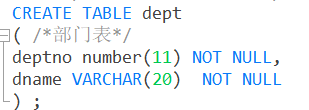 CREATE TABLE dept
( /*部门表*/
deptno number(11) NOT NULL,
dname VARCHAR(20)  NOT NULL
) ;